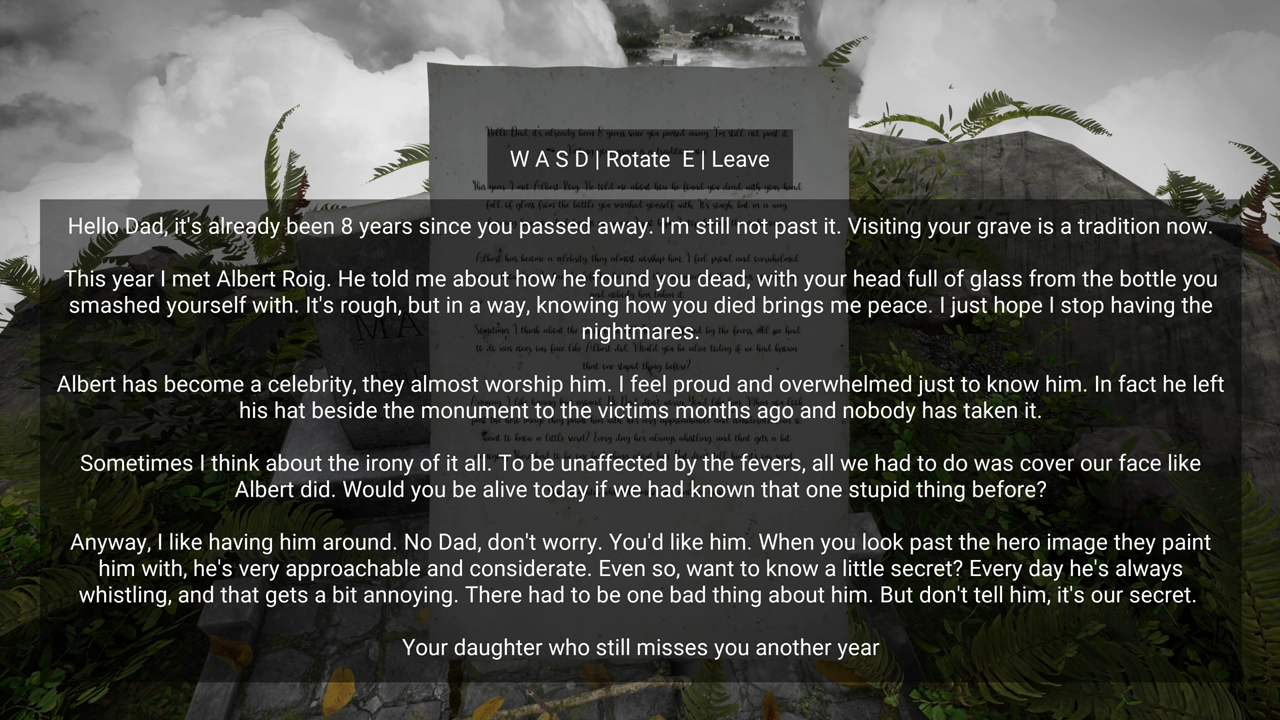 W A S D | Rotate  E | Leave
Hello Dad, it's already been 8 years since you passed away. I'm still not past it. Visiting your grave is a tradition now.
This year I met Albert Roig. He told me about how he found you dead, with your head full of glass from the bottle you
smashed yourself with. It's rough, but in a way, knowing how you died brings me peace. I just hope I stop having the
nightmares.
Albert has become a celebrity, they almost worship him. I feel proud and overwhelmed just to know him. In fact he left
his hat beside the monument to the victims months ago and nobody has taken it.
Sometimes I think about the irony of it all. To be unaffected by the fevers, all we had to do was cover our face like
Albert did. Would you be alive today if we had known that one stupid thing before?
Anyway, I like having him around. No Dad, don't worry. You'd like him. When you look past the hero image they paint
him with, he's very approachable and considerate. Even so, want to know a little secret? Every day he's always
whistling, and that gets a bit annoying. There had to be one bad thing about him. But don't tell him, it's our secret.
Your daughter who still misses you another year